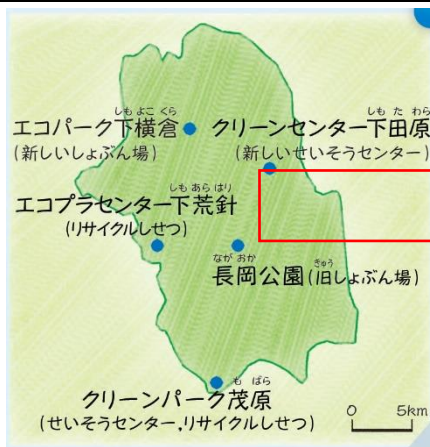 しもよこくら
エコパーク下横倉
(新しいしょぶん場)
しもたわら
クリーンセンター下田原
(新しいせいそうセンター)
しもあらはり
エコプラセンター下荒針
(リサイクルしせつ)
ながおか きゅう
長岡公園(旧しょぶん場)
もばら
クリーンパーク茂原
(せいそうセンター,リサイクルしせつ)
0 5km